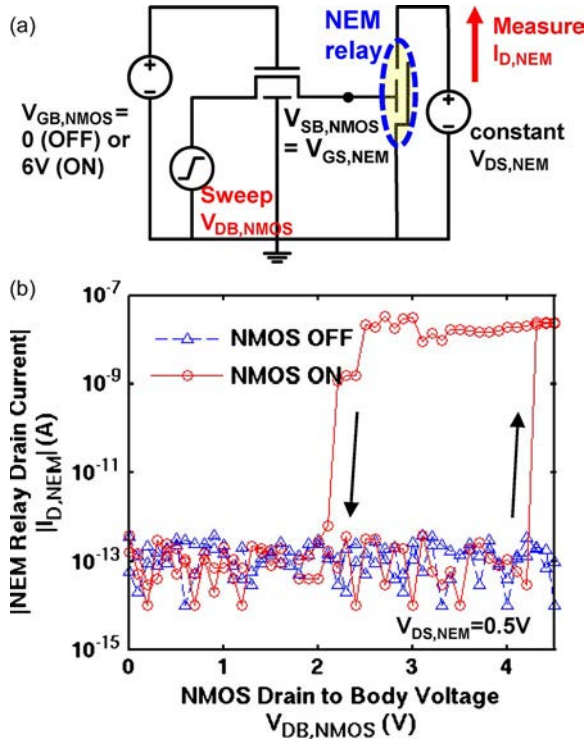 (a)
NEM
relay
Measure
I_D,NEM
V_GB,NMOS=
0 (OFF) or
6V (ON)
V_SB,NMOS
= V_GS,NEM
constant
V_DS,NEM
Sweep
V_DB,NMOS
(b)
|NEM Relay Drain Current|
|I_D,NEM| (A)
10^-7
10^-9
10^-11
10^-13
10^-15
NMOS OFF
NMOS ON
V_DS,NEM=0.5V
0 1 2 3 4
NMOS Drain to Body Voltage
V_DB,NMOS (V)